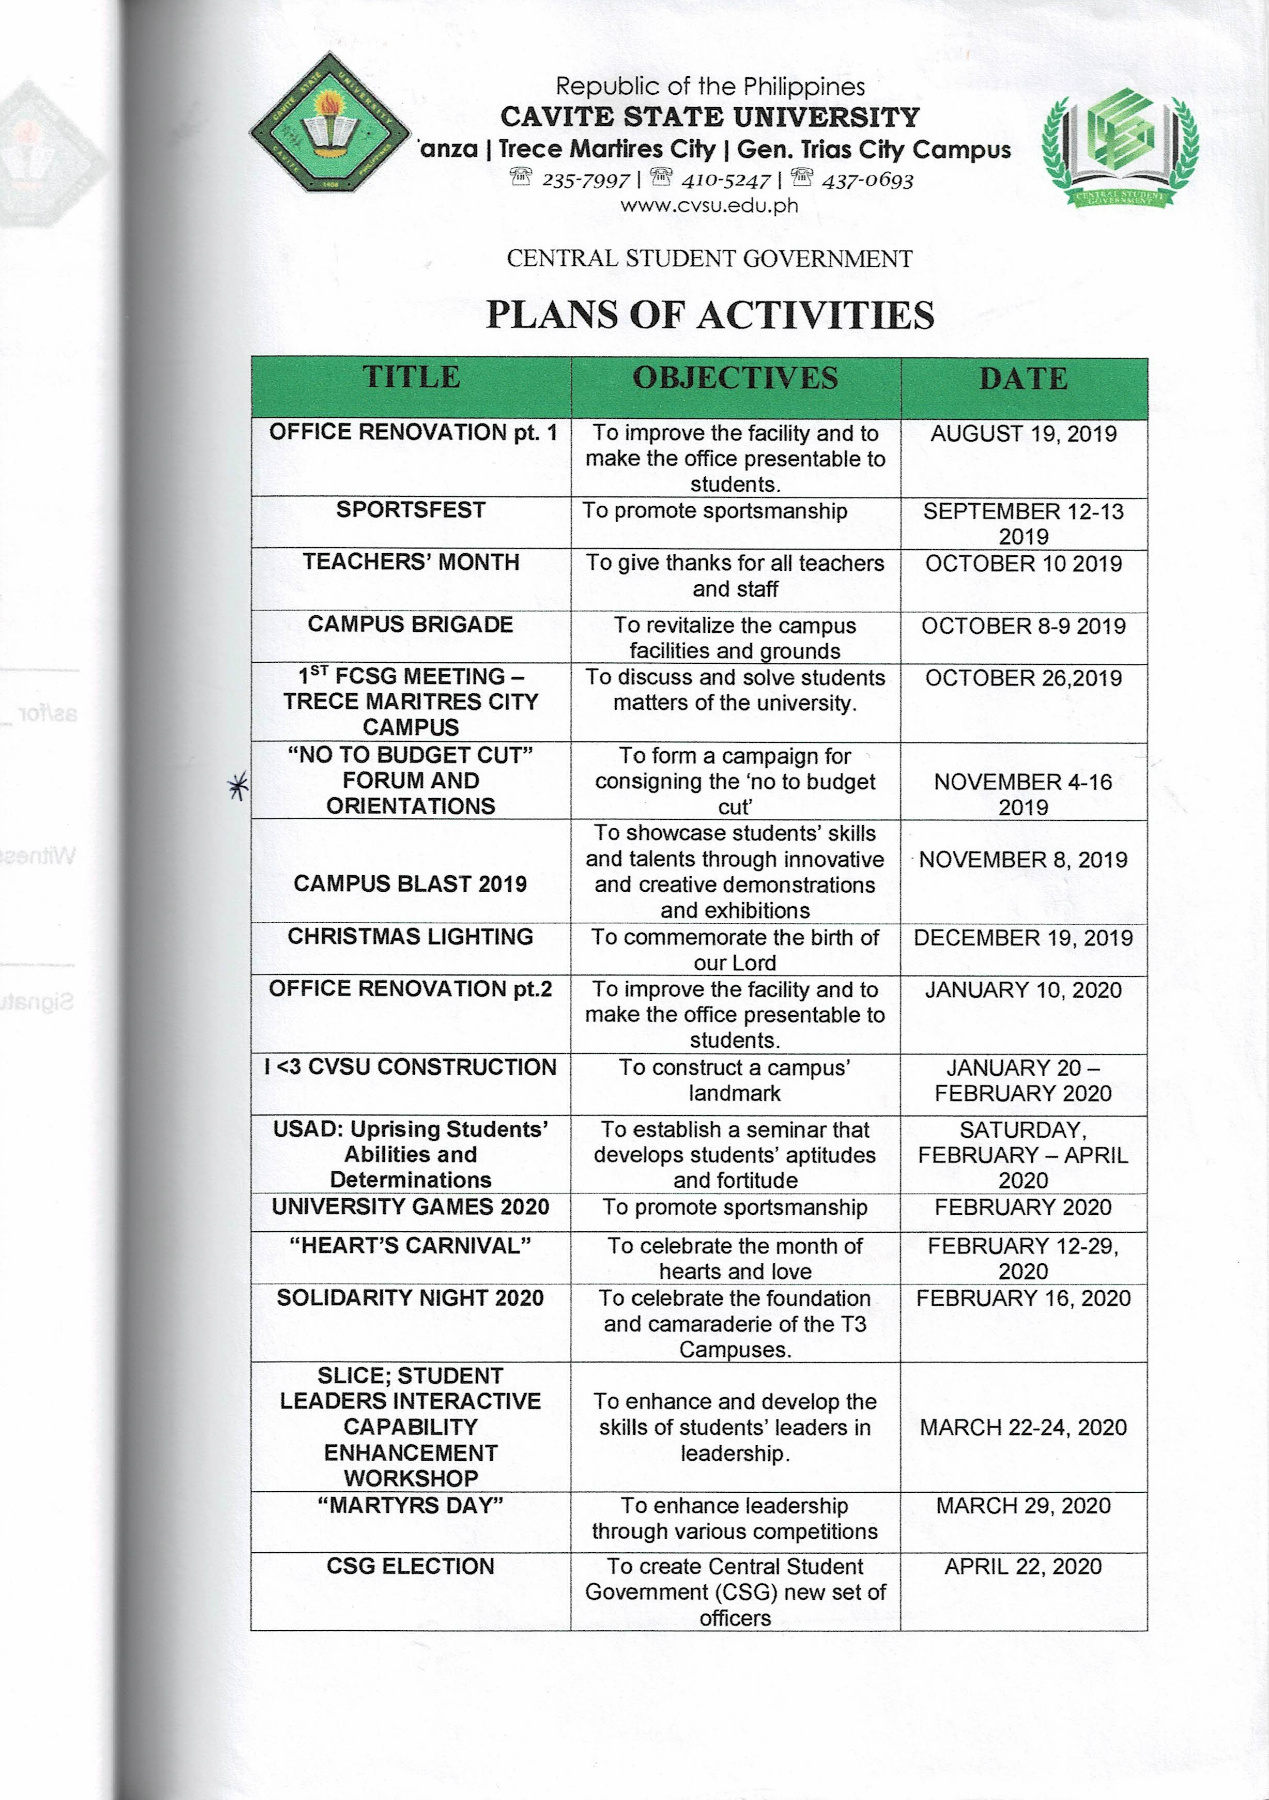 Republic of the Philippines
CAVITE STATE UNIVERSITY
'anza | Trece Martires City | Gen. Trias City Campus
☏ 235-7997 | ☏ 410-5247 | ☏ 437-0693
www.cvsu.edu.ph
CAVITE STATE UNIVERSITY
CAVITE PHILIPPINES
1906
CENTRAL STUDENT
GOVERNMENT
CENTRAL STUDENT GOVERNMENT
PLANS OF ACTIVITIES
TITLE OBJECTIVES DATE
OFFICE RENOVATION pt. 1 To improve the facility and to AUGUST 19, 2019
make the office presentable to
students.
SPORTSFEST To promote sportsmanship SEPTEMBER 12-13
2019
TEACHERS' MONTH To give thanks for all teachers OCTOBER 10 2019
and staff
CAMPUS BRIGADE To revitalize the campus OCTOBER 8-9 2019
facilities and grounds
1ST FCSG MEETING – To discuss and solve students OCTOBER 26,2019
TRECE MARITRES CITY matters of the university.
CAMPUS
"NO TO BUDGET CUT" To form a campaign for
* FORUM AND consigning the 'no to budget NOVEMBER 4-16
ORIENTATIONS cut' 2019
To showcase students' skills
and talents through innovative NOVEMBER 8, 2019
CAMPUS BLAST 2019 and creative demonstrations
and exhibitions
CHRISTMAS LIGHTING To commemorate the birth of DECEMBER 19, 2019
our Lord
OFFICE RENOVATION pt.2 To improve the facility and to JANUARY 10, 2020
make the office presentable to
students.
I <3 CVSU CONSTRUCTION To construct a campus' JANUARY 20 –
landmark FEBRUARY 2020
USAD: Uprising Students' To establish a seminar that SATURDAY,
Abilities and develops students' aptitudes FEBRUARY – APRIL
Determinations and fortitude 2020
UNIVERSITY GAMES 2020 To promote sportsmanship FEBRUARY 2020
"HEART'S CARNIVAL" To celebrate the month of FEBRUARY 12-29,
hearts and love 2020
SOLIDARITY NIGHT 2020 To celebrate the foundation FEBRUARY 16, 2020
and camaraderie of the T3
Campuses.
SLICE; STUDENT
LEADERS INTERACTIVE To enhance and develop the
CAPABILITY skills of students' leaders in MARCH 22-24, 2020
ENHANCEMENT leadership.
WORKSHOP
"MARTYRS DAY" To enhance leadership MARCH 29, 2020
through various competitions
CSG ELECTION To create Central Student APRIL 22, 2020
Government (CSG) new set of
officers